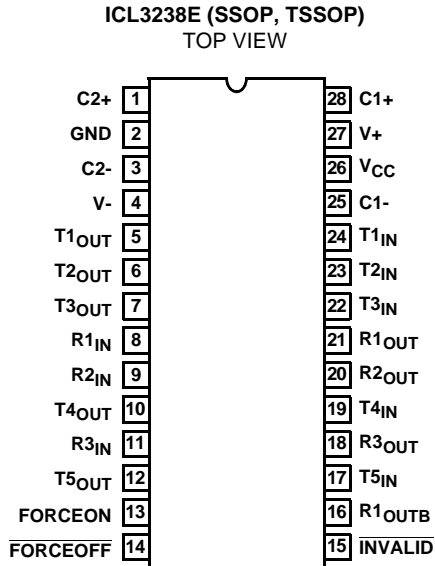 ICL3238E (SSOP, TSSOP)
TOP VIEW
C2+ 1 28 C1+
GND 2 27 V+
C2- 3 26 VCC
V- 4 25 C1-
T1OUT 5 24 T1IN
T2OUT 6 23 T2IN
T3OUT 7 22 T3IN
R1IN 8 21 R1OUT
R2IN 9 20 R2OUT
T4OUT 10 19 T4IN
R3IN 11 18 R3OUT
T5OUT 12 17 T5IN
FORCEON 13 16 R1OUTB
FORCEOFF 14 15 INVALID